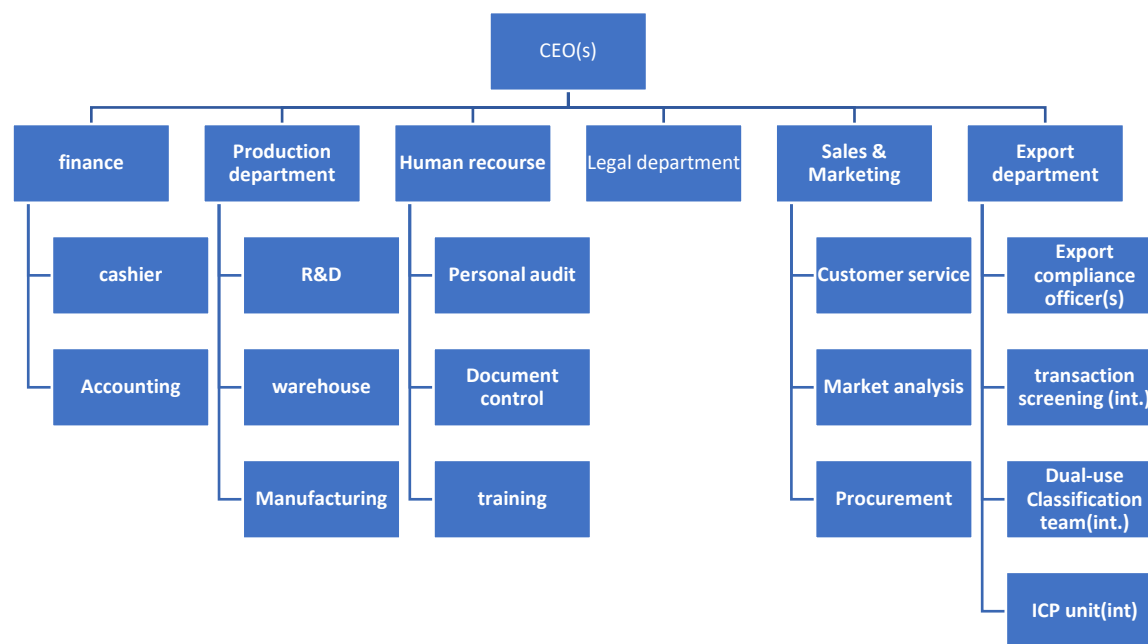 CEO(s)
finance
Production
department
Human recourse
Legal department
Sales &
Marketing
Export
department
cashier
Accounting
R&D
warehouse
Manufacturing
Personal audit
Document
control
training
Customer service
Market analysis
Procurement
Export
compliance
officer(s)
transaction
screening (int.)
Dual-use
Classification
team(int.)
ICP unit(int)